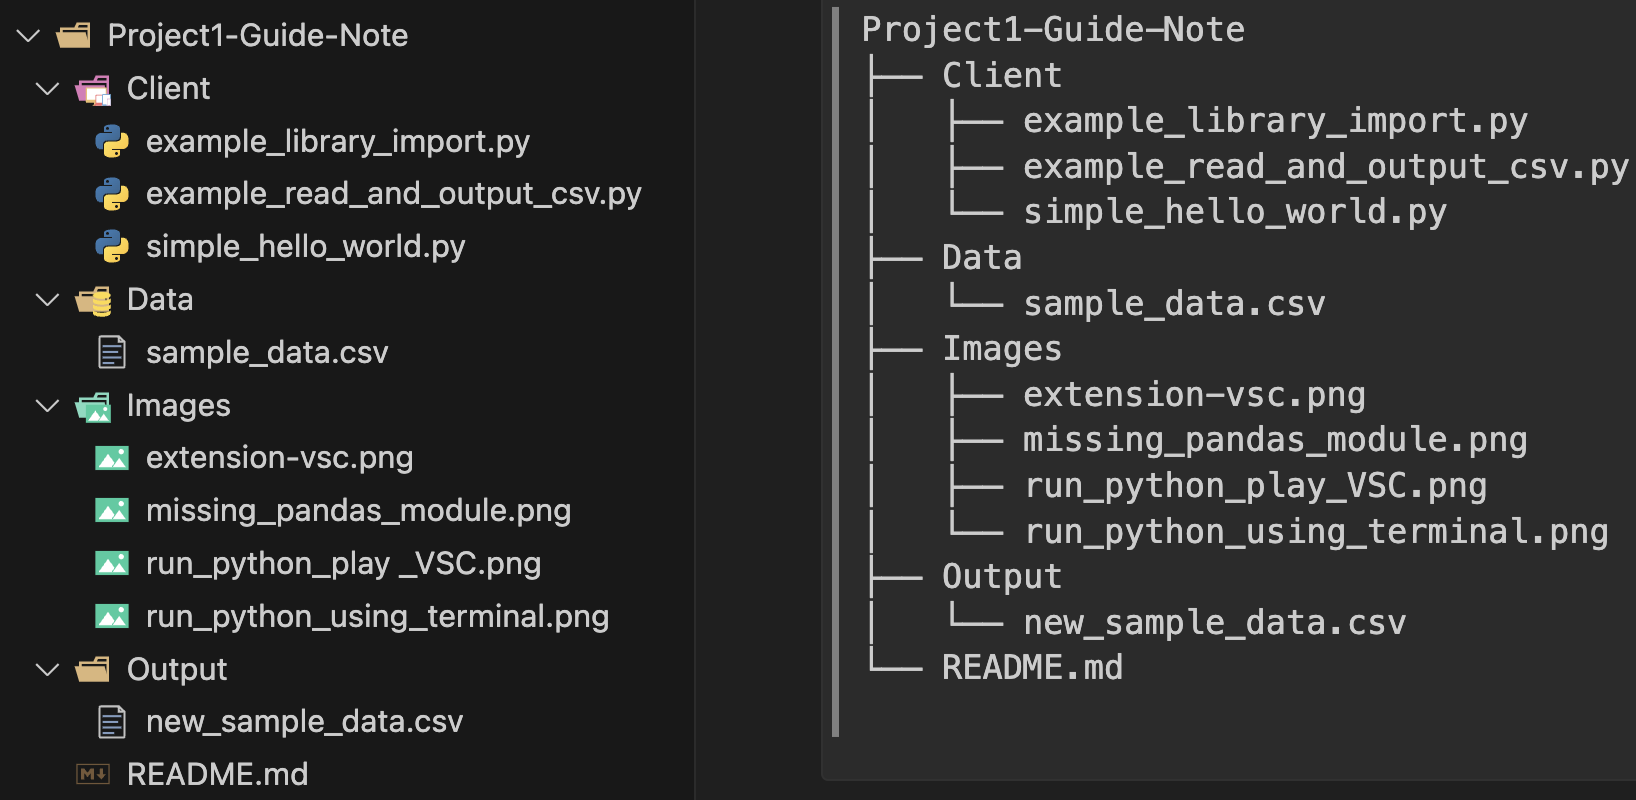 Project1-Guide-Note
Client
example_library_import.py
example_read_and_output_csv.py
simple_hello_world.py
Data
sample_data.csv
Images
extension-vsc.png
missing_pandas_module.png
run_python_play _VSC.png
run_python_using_terminal.png
Output
new_sample_data.csv
M↓ README.md
Project1-Guide-Note
├── Client
│   ├── example_library_import.py
│   ├── example_read_and_output_csv.py
│   └── simple_hello_world.py
├── Data
│   └── sample_data.csv
├── Images
│   ├── extension-vsc.png
│   ├── missing_pandas_module.png
│   ├── run_python_play_VSC.png
│   └── run_python_using_terminal.png
├── Output
│   └── new_sample_data.csv
└── README.md